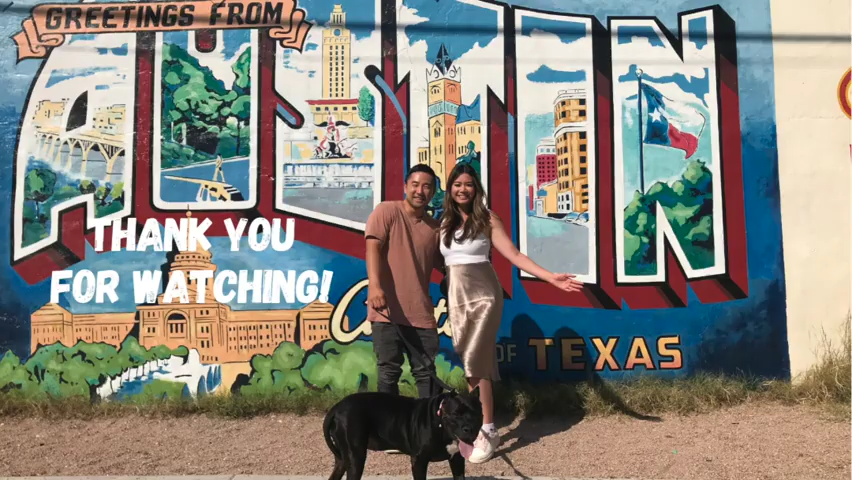 GREETINGS FROM
AUSTIN
THANK YOU
FOR WATCHING!
OF TEXAS